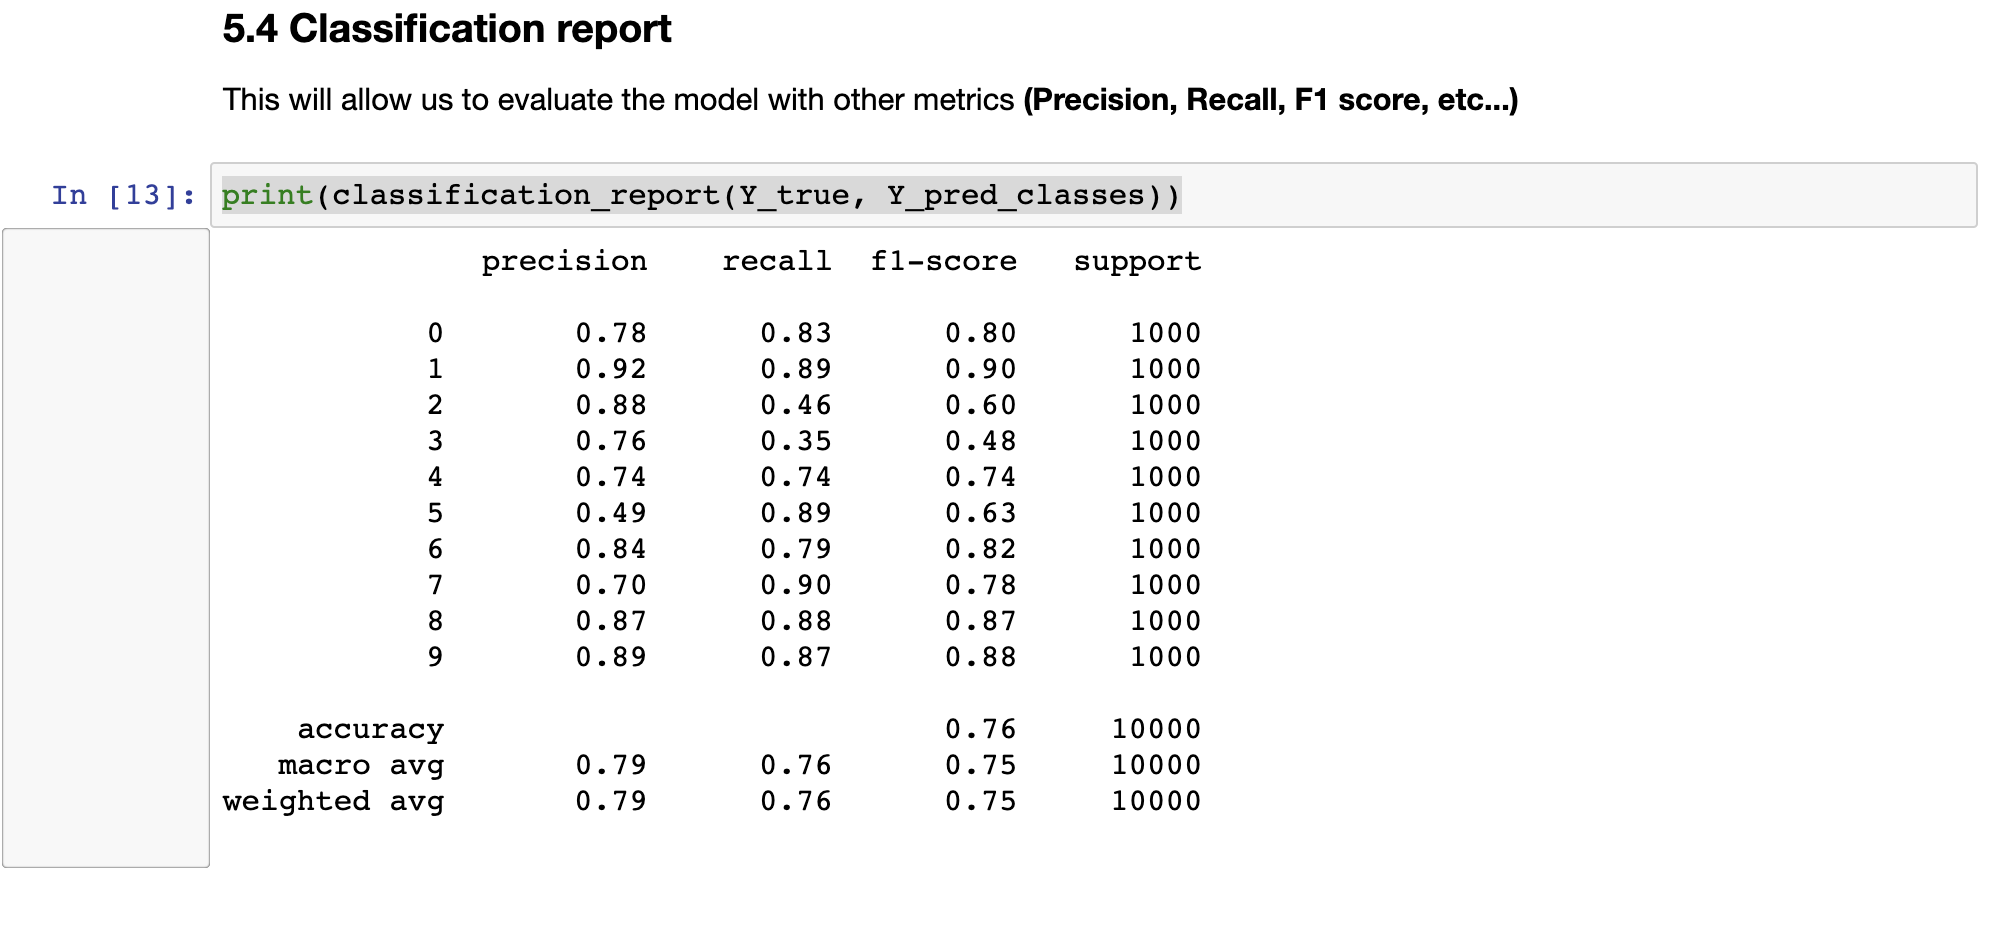 5.4 Classification report
This will allow us to evaluate the model with other metrics (Precision, Recall, F1 score, etc...)
In [13]: print(classification_report(Y_true, Y_pred_classes))
precision recall f1-score support
0 0.78 0.83 0.80 1000
1 0.92 0.89 0.90 1000
2 0.88 0.46 0.60 1000
3 0.76 0.35 0.48 1000
4 0.74 0.74 0.74 1000
5 0.49 0.89 0.63 1000
6 0.84 0.79 0.82 1000
7 0.70 0.90 0.78 1000
8 0.87 0.88 0.87 1000
9 0.89 0.87 0.88 1000
accuracy 0.76 10000
macro avg 0.79 0.76 0.75 10000
weighted avg 0.79 0.76 0.75 10000